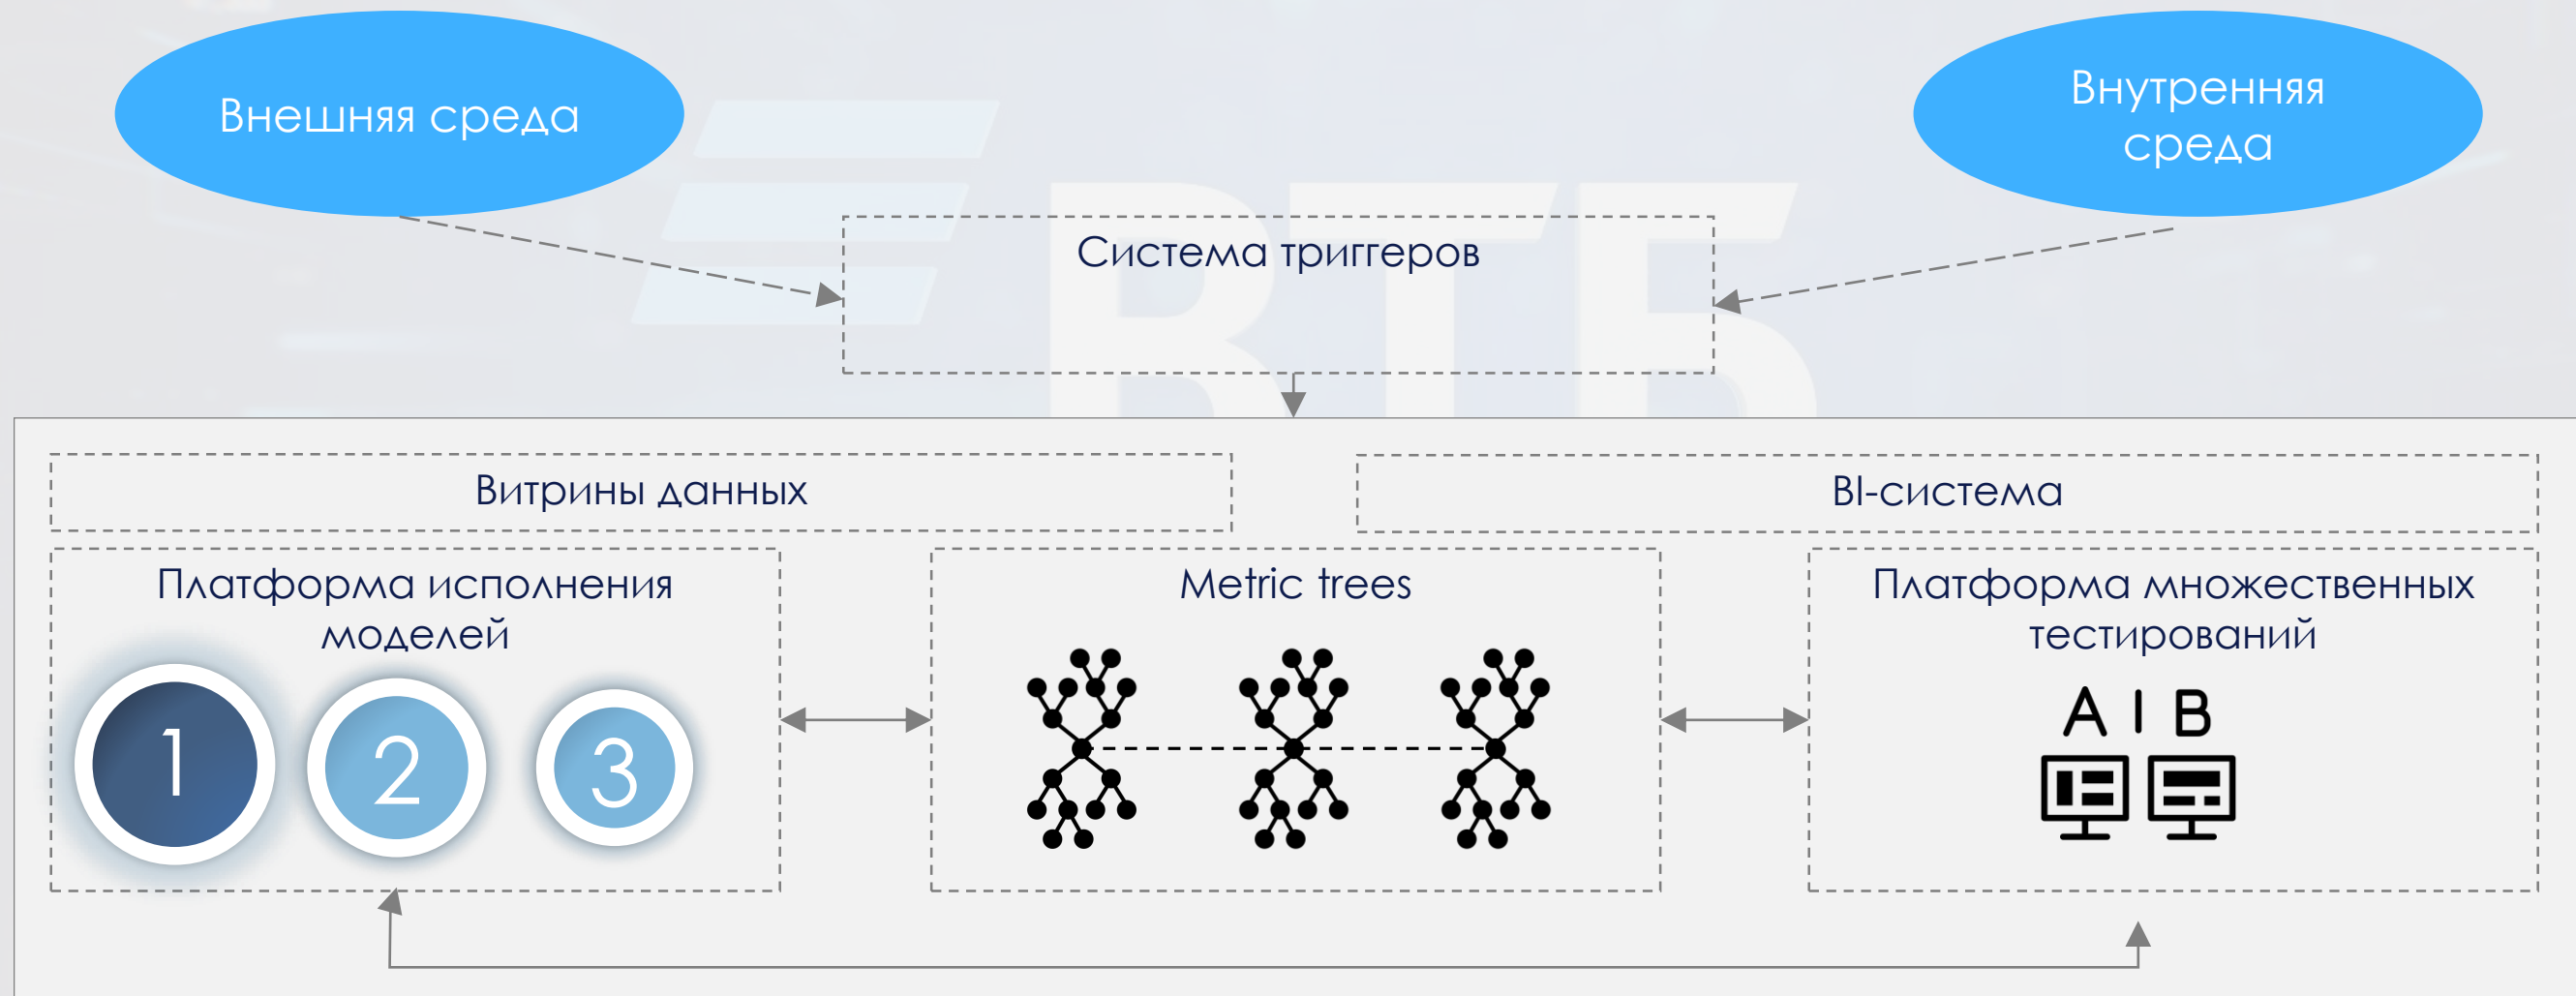 Внешняя среда
Внутренняя
среда
ВТБ
Система триггеров
Витрины данных
BI-система
Платформа исполнения
моделей
1
2
3
Metric trees
Платформа множественных
тестирований
A | B